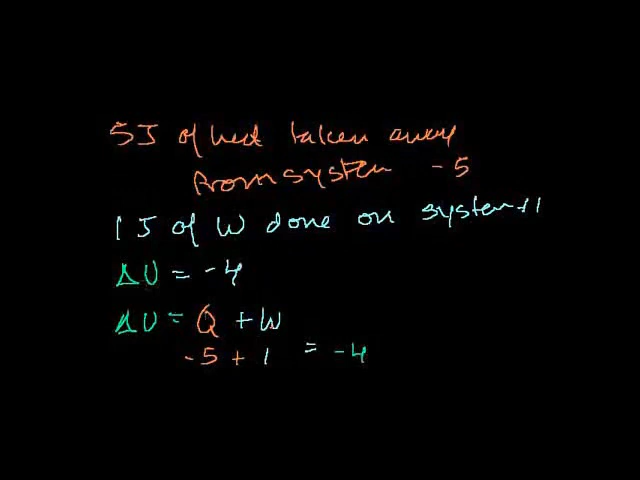 5J of heat taken away
from system -5
1 J of W done on system +1
ΔU = -4
ΔU = Q + W
-5 + 1 = -4